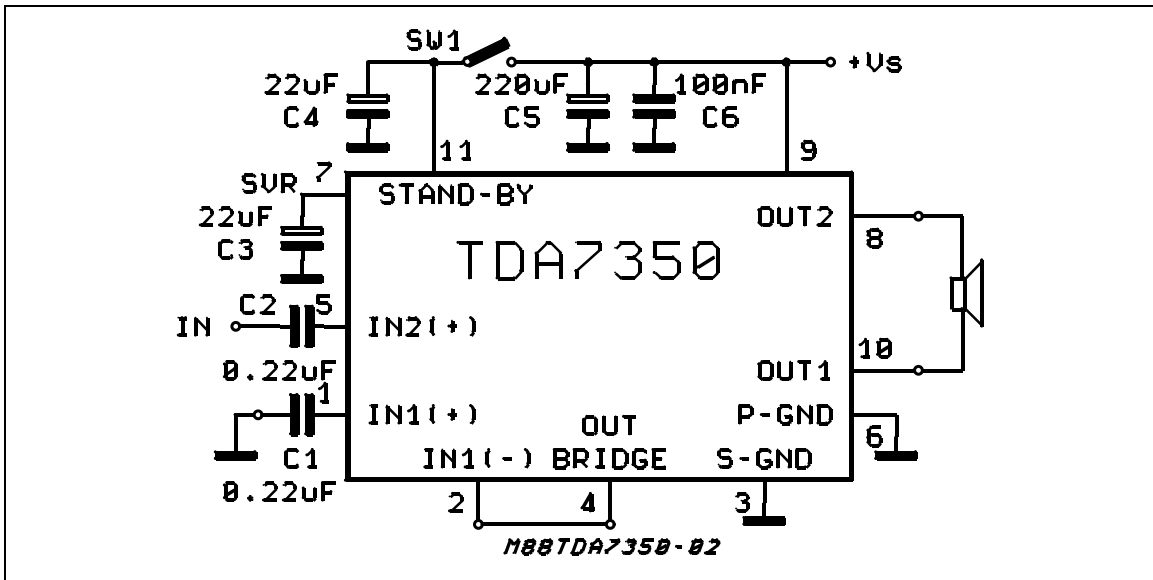 SW1
+Vs
22uF
C4
220uF
C5
100nF
C6
11
9
7
SVR
STAND-BY
22uF
C3
OUT2
8
TDA7350
C2
5
IN
IN2(+)
0.22uF
10
OUT1
1
IN1(+)
P-GND
6
C1
0.22uF
OUT
IN1(-) BRIDGE
S-GND
2
4
3
M88TDA7350-02